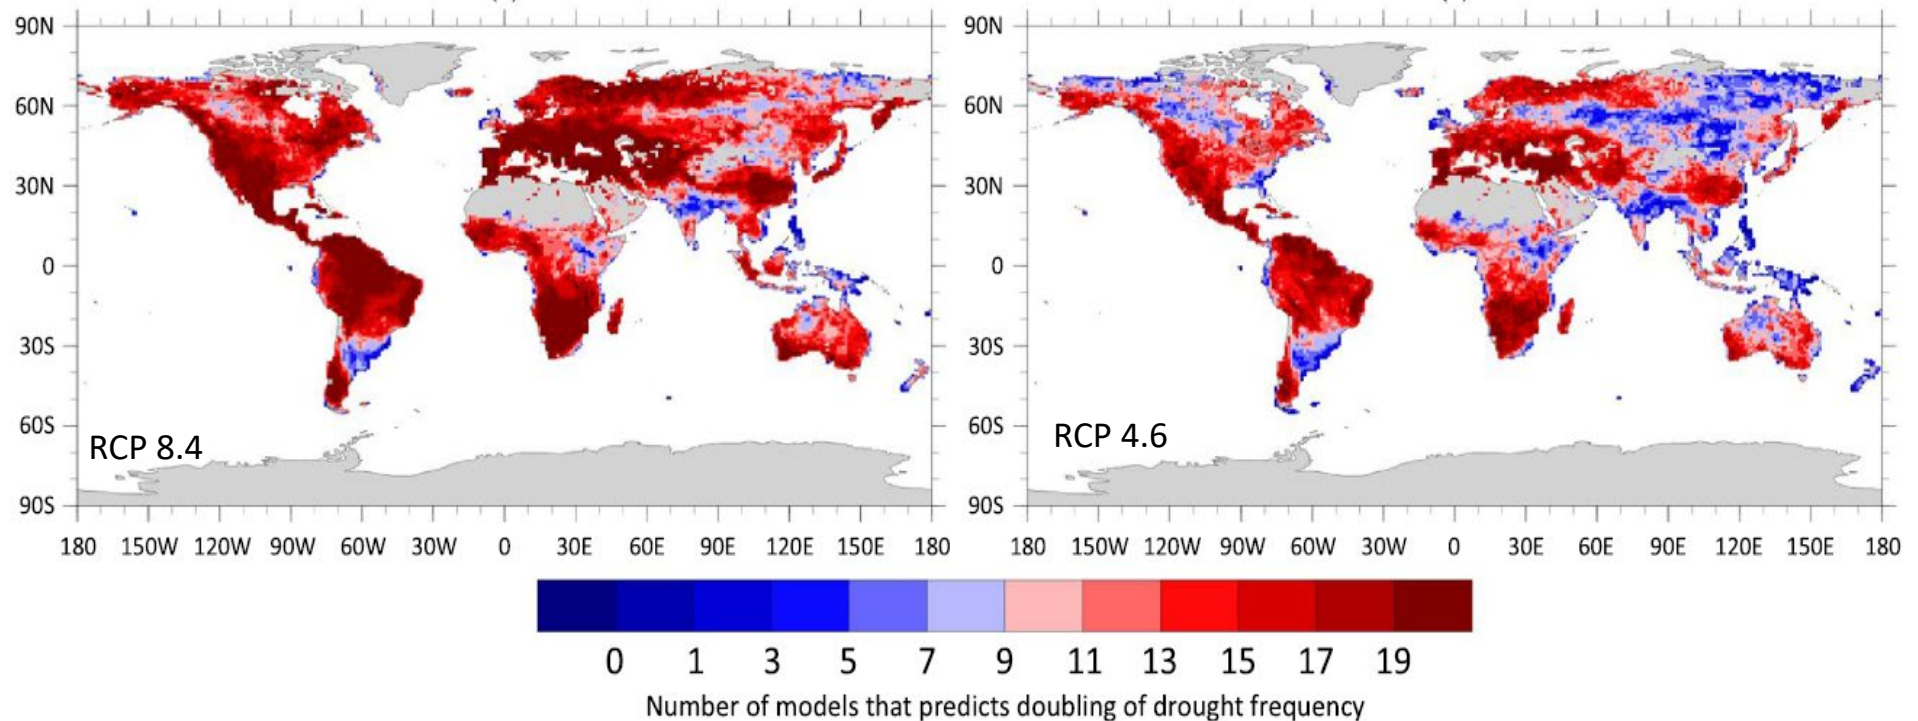 90N 90N
60N 60N
30N 30N
0 0
30S 30S
60S 60S
RCP 8.4 RCP 4.6
90S 90S
180 150W 120W 90W 60W 30W 0 30E 60E 90E 120E 150E 180 180 150W 120W 90W 60W 30W 0 30E 60E 90E 120E 150E 180
0 1 3 5 7 9 11 13 15 17 19
Number of models that predicts doubling of drought frequency